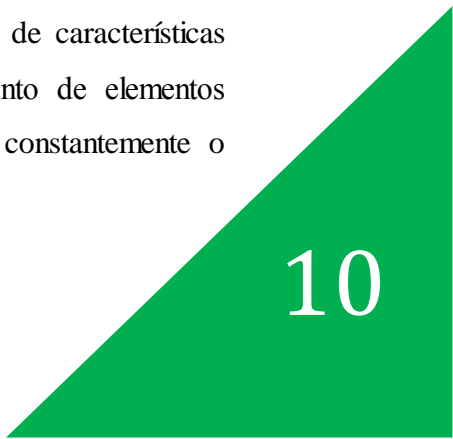 de características
nto de elementos
constantemente o
10